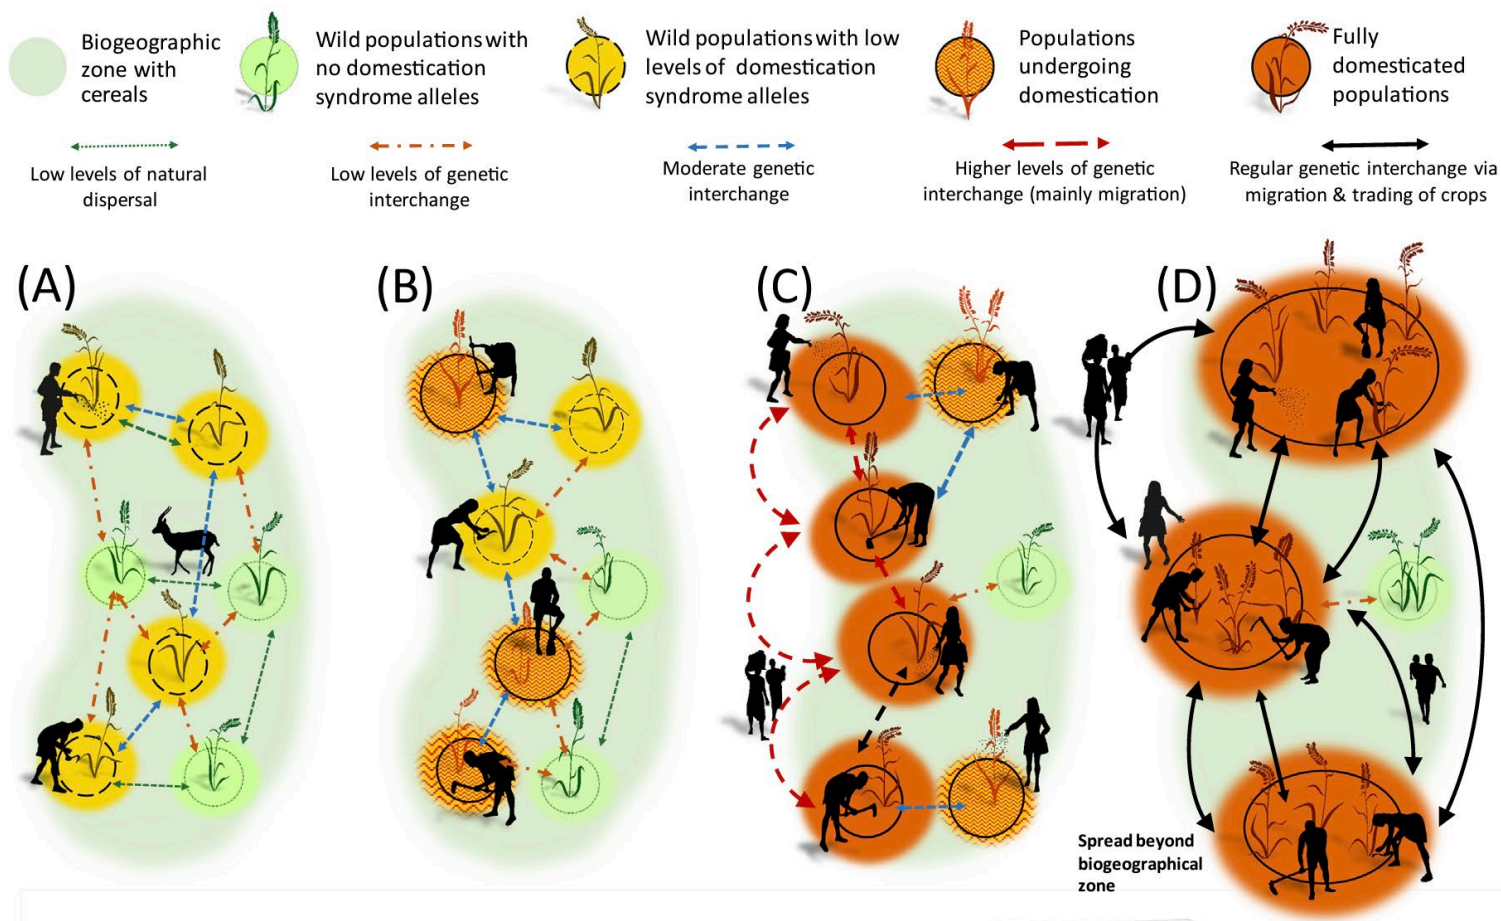 Biogeographic
zone with
cereals
Wild populations with
no domestication
syndrome alleles
Wild populations with low
levels of domestication
syndrome alleles
Populations
undergoing
domestication
Fully
domesticated
populations
Low levels of natural
dispersal
Low levels of genetic
interchange
Moderate genetic
interchange
Higher levels of genetic
interchange (mainly migration)
Regular genetic interchange via
migration & trading of crops
(A)
(B)
(C)
(D)
Spread beyond
biogeographical
zone